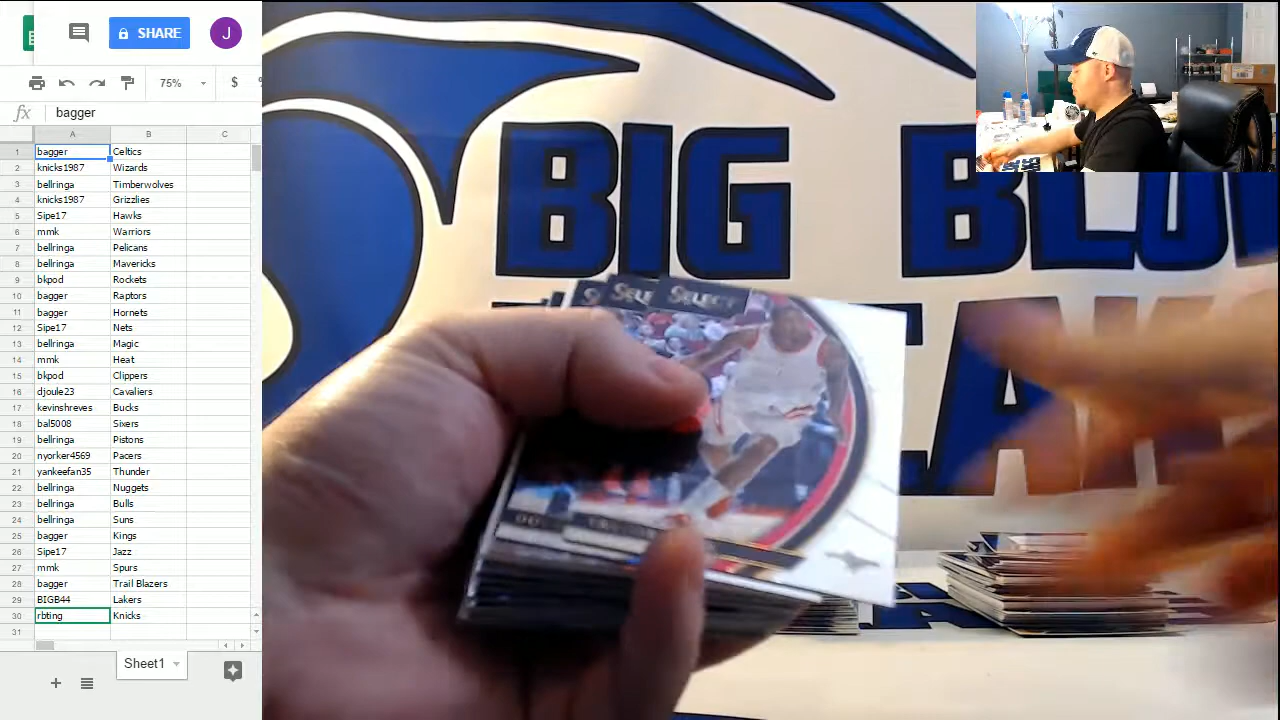 SHARE
J
75%
$
fx bagger
A B C
1 bagger Celtics
2 knicks1987 Wizards
3 bellringa Timberwolves
4 knicks1987 Grizzlies
5 Sipe17 Hawks
6 mmk Warriors
7 bellringa Pelicans
8 bellringa Mavericks
9 bkpod Rockets
10 bagger Raptors
11 bagger Hornets
12 Sipe17 Nets
13 bellringa Magic
14 mmk Heat
15 bkpod Clippers
16 djoule23 Cavaliers
17 kevinshreves Bucks
18 bal5008 Sixers
19 bellringa Pistons
20 nyorker4569 Pacers
21 yankeefan35 Thunder
22 bellringa Nuggets
23 bellringa Bulls
24 bellringa Suns
25 bagger Kings
26 Sipe17 Jazz
27 mmk Spurs
28 bagger Trail Blazers
29 BIGB44 Lakers
30 rbting Knicks
31
Sheet1
BIG BLU
SELECT